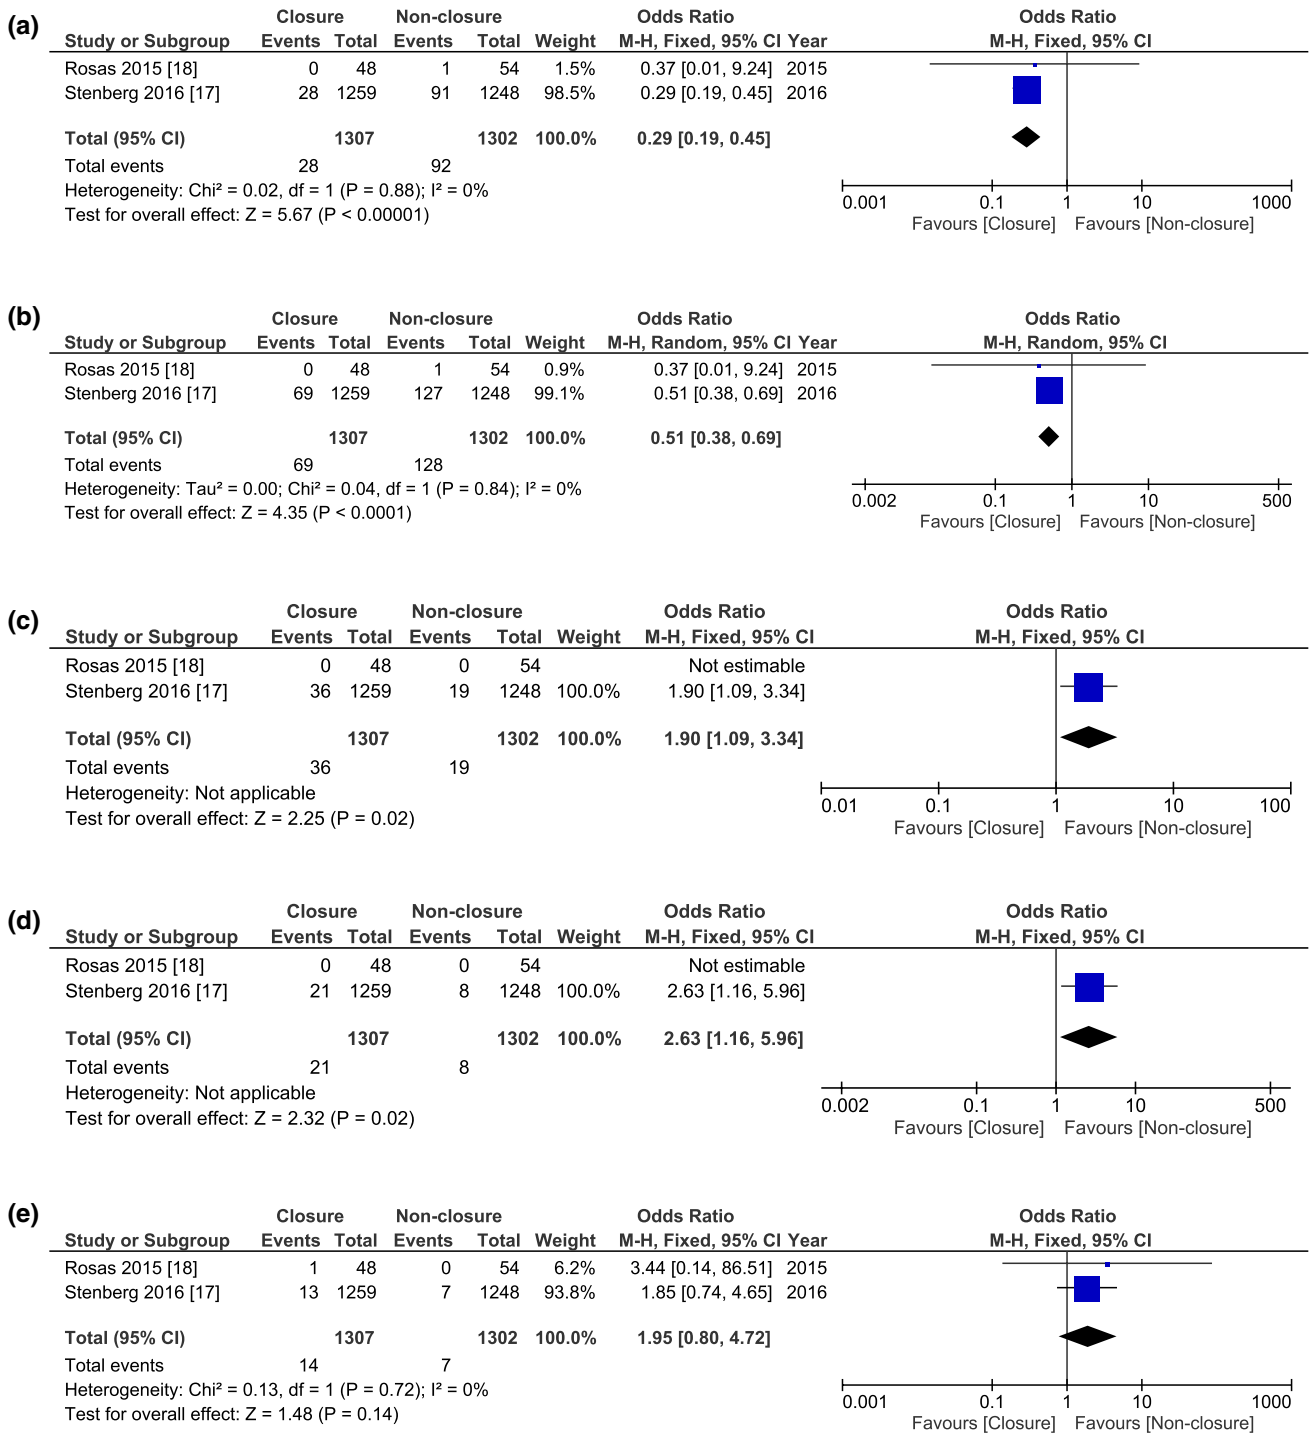 (a)
Closure Non-closure Odds Ratio Odds Ratio
Study or Subgroup Events Total Events Total Weight M-H, Fixed, 95% CI Year M-H, Fixed, 95% CI
Rosas 2015 [18] 0 48 1 54 1.5% 0.37 [0.01, 9.24] 2015
Stenberg 2016 [17] 28 1259 91 1248 98.5% 0.29 [0.19, 0.45] 2016
Total (95% CI) 1307 1302 100.0% 0.29 [0.19, 0.45]
Total events 28 92
Heterogeneity: Chi² = 0.02, df = 1 (P = 0.88); I² = 0%
Test for overall effect: Z = 5.67 (P < 0.00001)
0.001 0.1 1 10 1000
Favours [Closure] Favours [Non-closure]
(b)
Closure Non-closure Odds Ratio Odds Ratio
Study or Subgroup Events Total Events Total Weight M-H, Random, 95% CI Year M-H, Random, 95% CI
Rosas 2015 [18] 0 48 1 54 0.9% 0.37 [0.01, 9.24] 2015
Stenberg 2016 [17] 69 1259 127 1248 99.1% 0.51 [0.38, 0.69] 2016
Total (95% CI) 1307 1302 100.0% 0.51 [0.38, 0.69]
Total events 69 128
Heterogeneity: Tau² = 0.00; Chi² = 0.04, df = 1 (P = 0.84); I² = 0%
Test for overall effect: Z = 4.35 (P < 0.0001)
0.002 0.1 1 10 500
Favours [Closure] Favours [Non-closure]
(c)
Closure Non-closure Odds Ratio Odds Ratio
Study or Subgroup Events Total Events Total Weight M-H, Fixed, 95% CI M-H, Fixed, 95% CI
Rosas 2015 [18] 0 48 0 54 Not estimable
Stenberg 2016 [17] 36 1259 19 1248 100.0% 1.90 [1.09, 3.34]
Total (95% CI) 1307 1302 100.0% 1.90 [1.09, 3.34]
Total events 36 19
Heterogeneity: Not applicable
Test for overall effect: Z = 2.25 (P = 0.02)
0.01 0.1 1 10 100
Favours [Closure] Favours [Non-closure]
(d)
Closure Non-closure Odds Ratio Odds Ratio
Study or Subgroup Events Total Events Total Weight M-H, Fixed, 95% CI M-H, Fixed, 95% CI
Rosas 2015 [18] 0 48 0 54 Not estimable
Stenberg 2016 [17] 21 1259 8 1248 100.0% 2.63 [1.16, 5.96]
Total (95% CI) 1307 1302 100.0% 2.63 [1.16, 5.96]
Total events 21 8
Heterogeneity: Not applicable
Test for overall effect: Z = 2.32 (P = 0.02)
0.002 0.1 1 10 500
Favours [Closure] Favours [Non-closure]
(e)
Closure Non-closure Odds Ratio Odds Ratio
Study or Subgroup Events Total Events Total Weight M-H, Fixed, 95% CI Year M-H, Fixed, 95% CI
Rosas 2015 [18] 1 48 0 54 6.2% 3.44 [0.14, 86.51] 2015
Stenberg 2016 [17] 13 1259 7 1248 93.8% 1.85 [0.74, 4.65] 2016
Total (95% CI) 1307 1302 100.0% 1.95 [0.80, 4.72]
Total events 14 7
Heterogeneity: Chi² = 0.13, df = 1 (P = 0.72); I² = 0%
Test for overall effect: Z = 1.48 (P = 0.14)
0.001 0.1 1 10 1000
Favours [Closure] Favours [Non-closure]